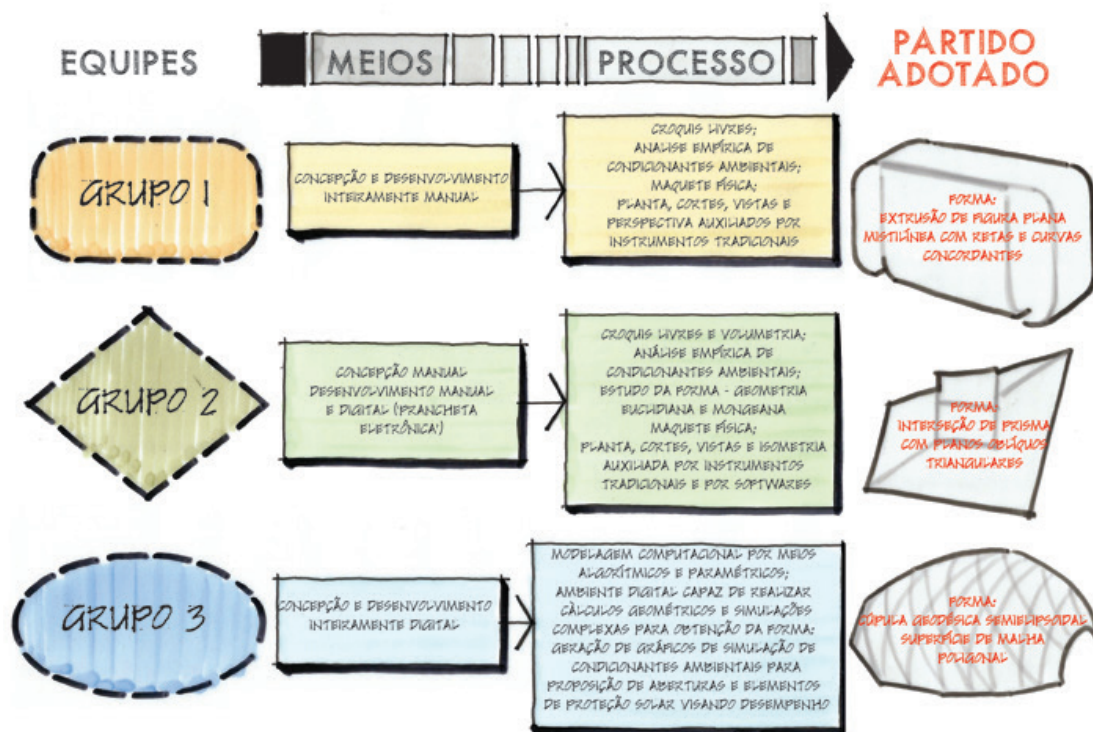 EQUIPES
MEIOS
PROCESSO
PARTIDO
ADOTADO
GRUPO 1
CONCEPÇÃO E DESENVOLVIMENTO
INTEIRAMENTE MANUAL
CROQUIS LIVRES;
ANALISE EMPÍRICA DE
CONDICIONANTES AMBIENTAIS;
MAQUETE FÍSICA;
PLANTA, CORTES, VISTAS E
PERSPECTIVA AUXILIADOS POR
INSTRUMENTOS TRADICIONAIS
FORMA:
EXTRUSÃO DE FIGURA PLANA
MISTILÍNEA COM RETAS E CURVAS
CONCORDANTES
GRUPO 2
CONCEPÇÃO MANUAL
DESENVOLVIMENTO MANUAL
E DIGITAL ('PRANCHETA
ELETRÔNICA')
CROQUIS LIVRES E VOLUMETRIA;
ANÁLISE EMPÍRICA DE
CONDICIONANTES AMBIENTAIS;
ESTUDO DA FORMA - GEOMETRIA
EUCLIDIANA E MONGEANA
MAQUETE FÍSICA;
PLANTA, CORTES, VISTAS E ISOMETRIA
AUXILIADA POR INSTRUMENTOS
TRADICIONAIS E POR SOFTWARES
FORMA:
INTERSEÇÃO DE PRISMA
COM PLANOS OBLÍQUOS
TRIANGULARES
GRUPO 3
CONCEPÇÃO E DESENVOLVIMENTO
INTEIRAMENTE DIGITAL
MODELAGEM COMPUTACIONAL POR MEIOS
ALGORÍTMICOS E PARAMÉTRICOS;
AMBIENTE DIGITAL CAPAZ DE REALIZAR
CÁLCULOS GEOMÉTRICOS E SIMULAÇÕES
COMPLEXAS PARA OBTENÇÃO DA FORMA:
GERAÇÃO DE GRÁFICOS DE SIMULAÇÃO DE
CONDICIONANTES AMBIENTAIS PARA
PROPOSIÇÃO DE ABERTURAS E ELEMENTOS
DE PROTEÇÃO SOLAR VISANDO DESEMPENHO
FORMA:
CÚPULA GEODÉSICA SEMIELIPSOIDAL
SUPERFÍCIE DE MALHA
POLIGONAL